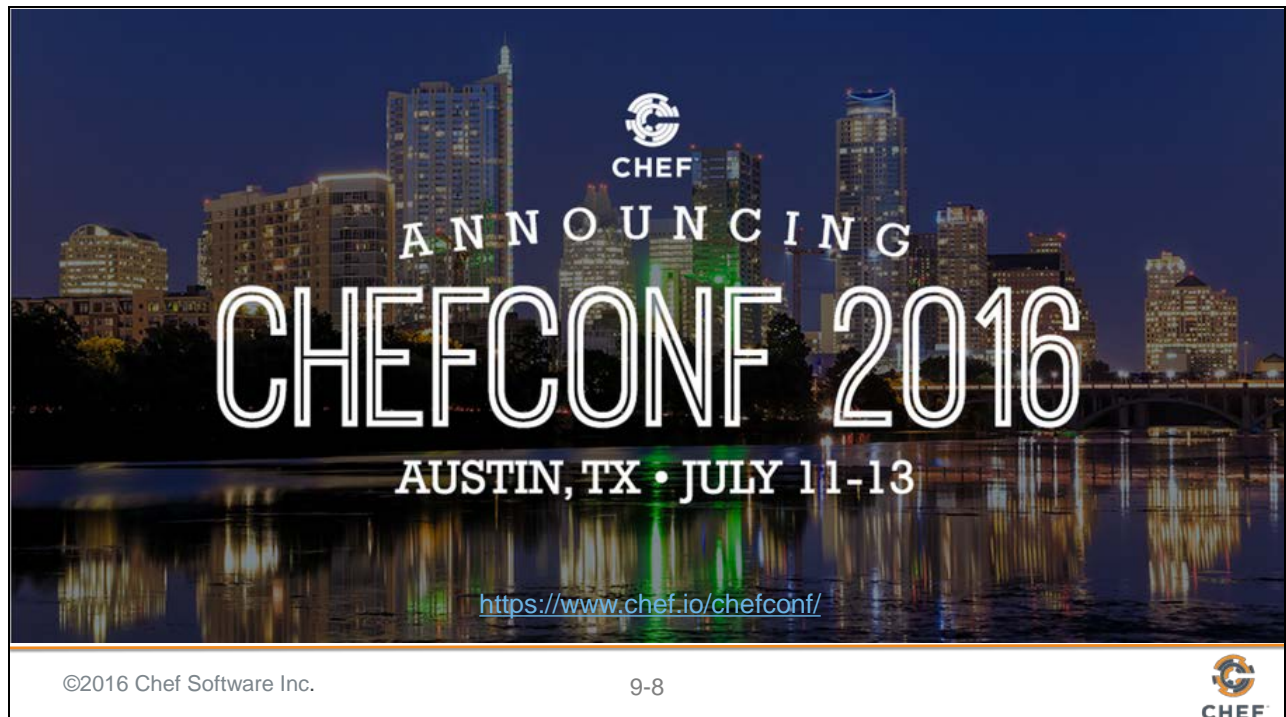 CHEF
ANNOUNCING
CHEFCONF 2016
AUSTIN, TX • JULY 11-13
https://www.chef.io/chefconf/
©2016 Chef Software Inc.
9-8
CHEF